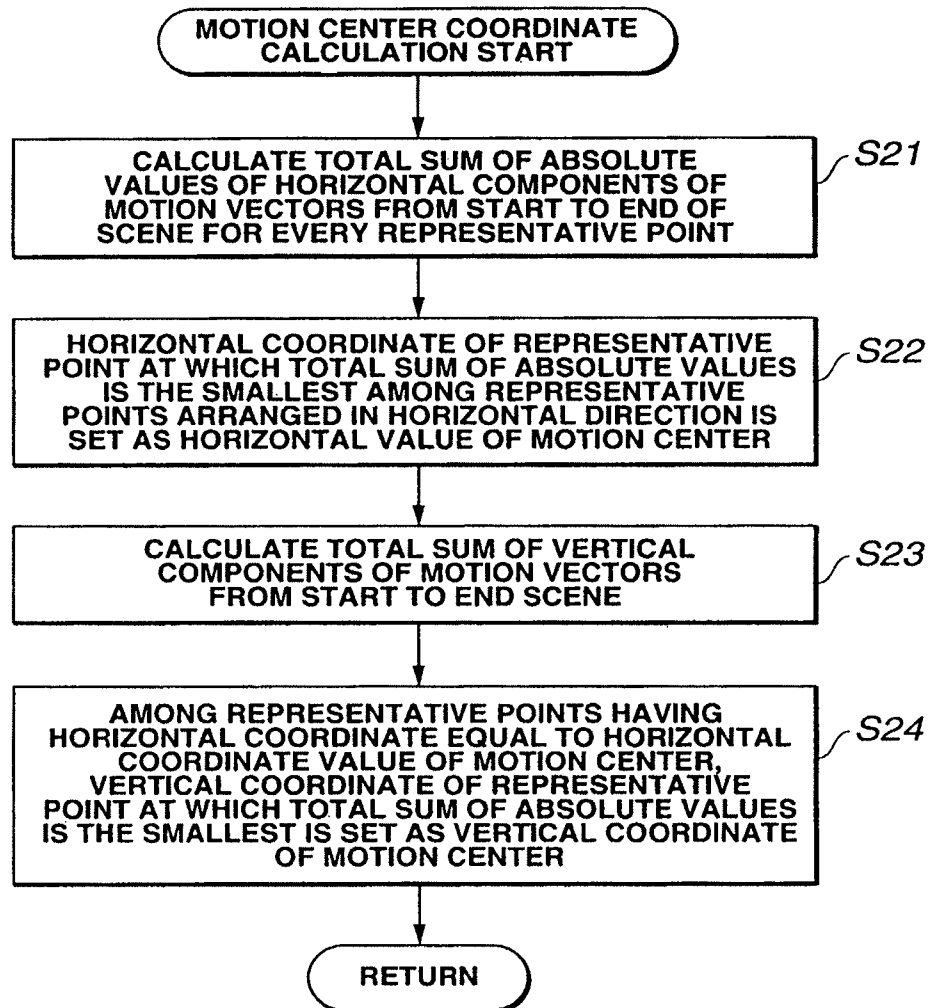 MOTION CENTER COORDINATE
CALCULATION START
CALCULATE TOTAL SUM OF ABSOLUTE
VALUES OF HORIZONTAL COMPONENTS OF
MOTION VECTORS FROM START TO END OF
SCENE FOR EVERY REPRESENTATIVE POINT
S21
HORIZONTAL COORDINATE OF REPRESENTATIVE
POINT AT WHICH TOTAL SUM OF ABSOLUTE VALUES
IS THE SMALLEST AMONG REPRESENTATIVE
POINTS ARRANGED IN HORIZONTAL DIRECTION IS
SET AS HORIZONTAL VALUE OF MOTION CENTER
S22
CALCULATE TOTAL SUM OF VERTICAL
COMPONENTS OF MOTION VECTORS
FROM START TO END SCENE
S23
AMONG REPRESENTATIVE POINTS HAVING
HORIZONTAL COORDINATE EQUAL TO HORIZONTAL
COORDINATE VALUE OF MOTION CENTER,
VERTICAL COORDINATE OF REPRESENTATIVE
POINT AT WHICH TOTAL SUM OF ABSOLUTE VALUES
IS THE SMALLEST IS SET AS VERTICAL COORDINATE
OF MOTION CENTER
S24
RETURN